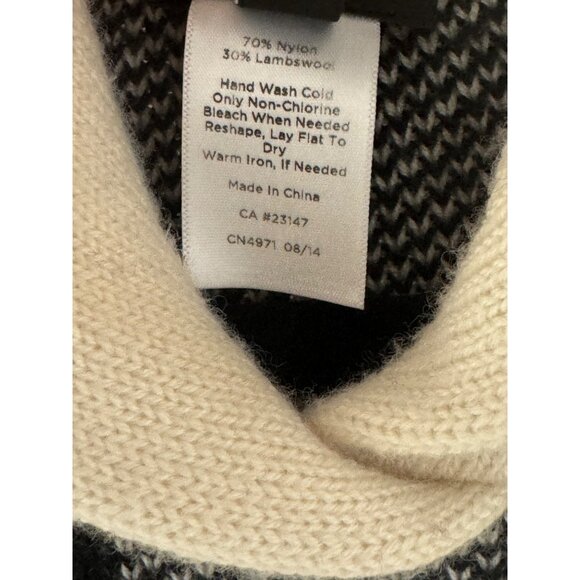 70% Nylon
30% Lambswool
Hand Wash Cold
Only Non-Chlorine
Bleach When Needed
Reshape, Lay Flat To
Dry
Warm Iron, If Needed
Made In China
CA #23147
CN4971 08/14